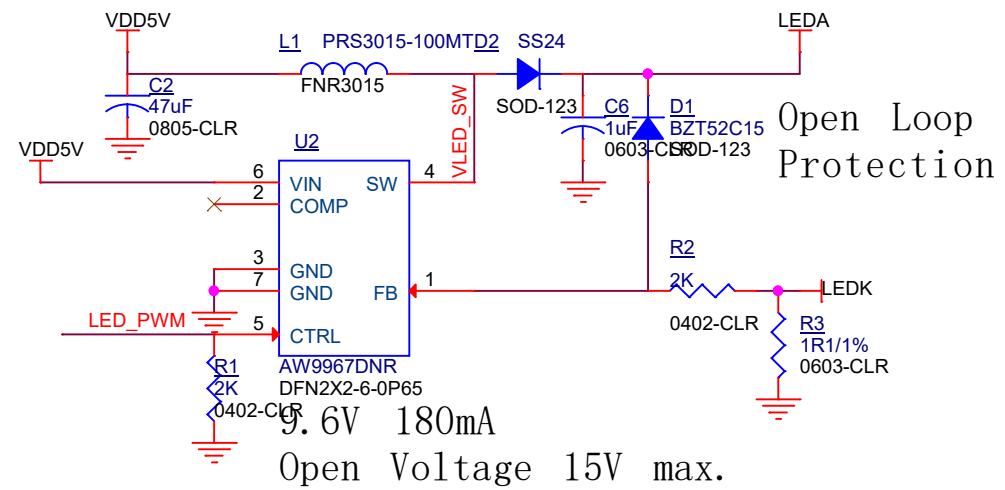 VDD5V
LEDA
L1 PRS3015-100MT D2 SS24
FNR3015
SOD-123
C2
47uF
0805-CLR
VLED_SW
C6
1uF
0603-CLR
D1
BZT52C15
SOD-123
Open Loop
Protection
VDD5V
U2
6 VIN SW 4
2 COMP
3 GND
7 GND FB 1
5 CTRL
LED_PWM
R2
2K
0402-CLR
LEDK
R3
1R1/1%
0603-CLR
R1
2K
0402-CLR
AW9967DNR
DFN2X2-6-0P65
9.6V 180mA
Open Voltage 15V max.